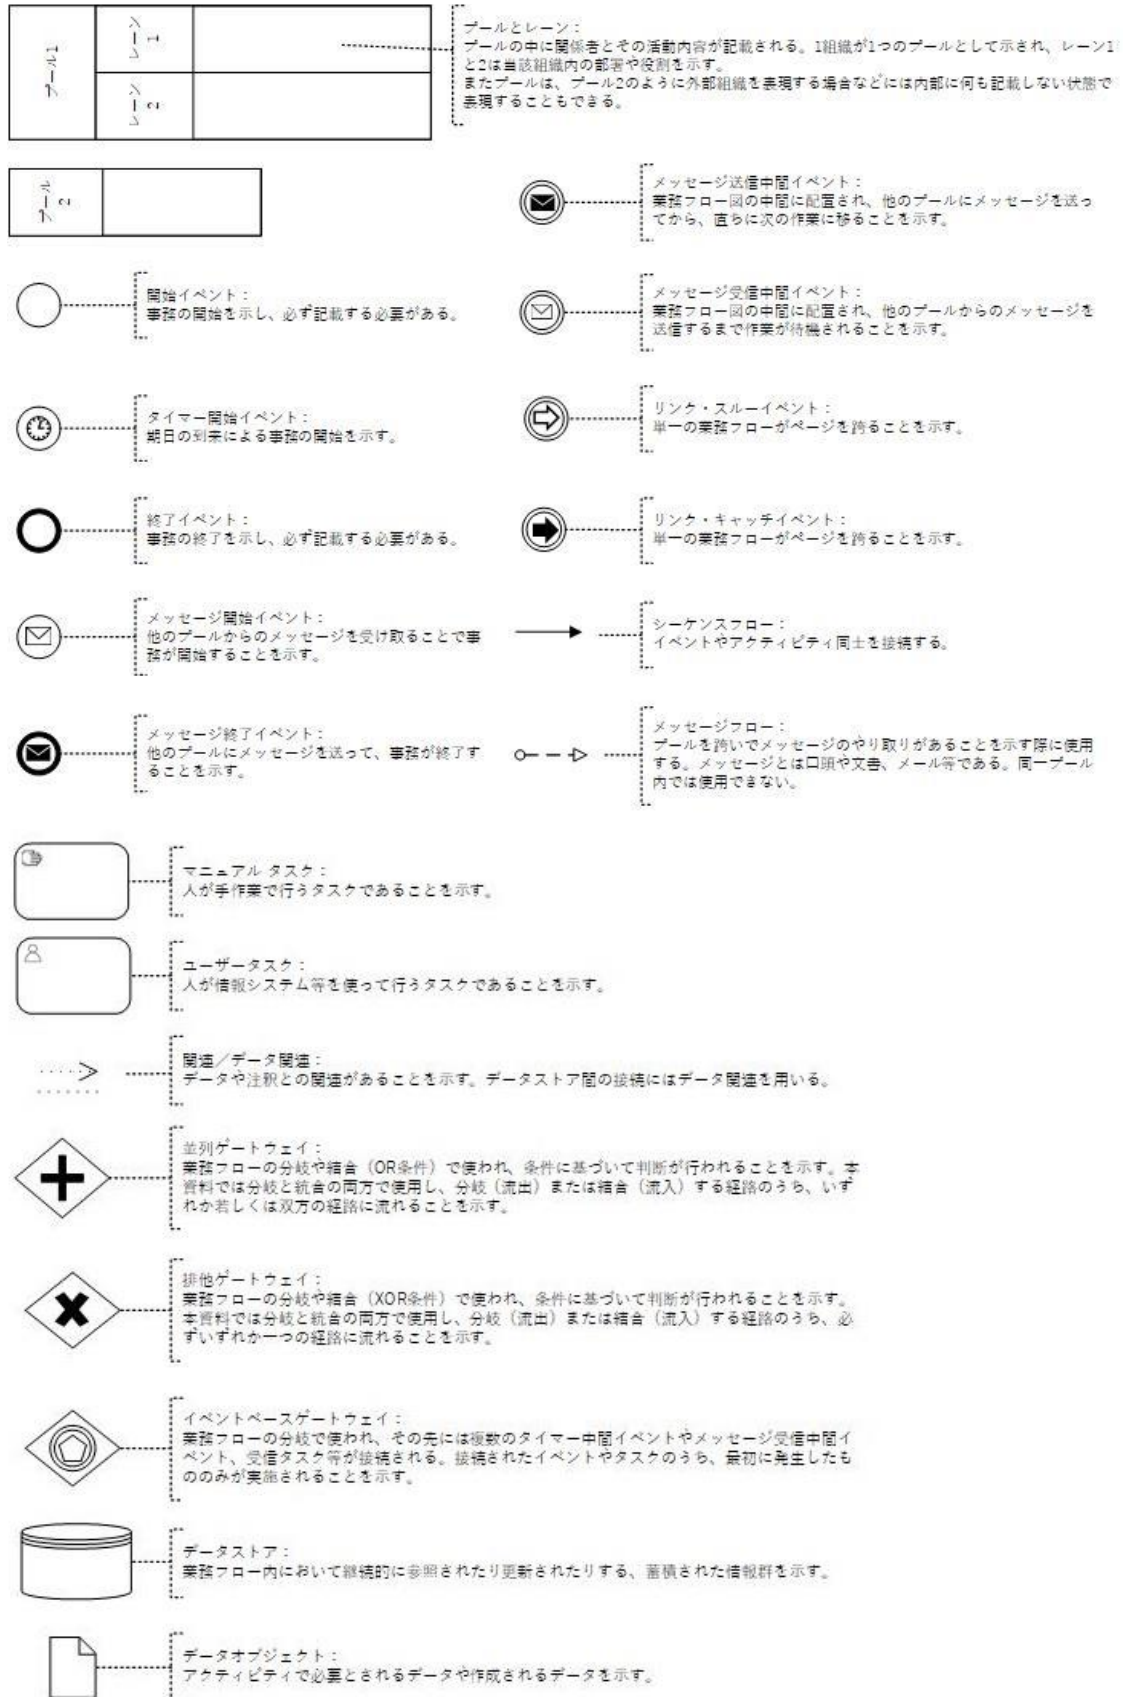 プール1
レーン1
レーン2
プールとレーン：
プールの中に関係者とその活動内容が記載される。1組織が1つのプールとして示され、レーン1
と2は当該組織内の部署や役割を示す。
またプールは、プール2のように外部組織を表現する場合などには内部に何も記載しない状態で
表現することもできる。
プール2
メッセージ送信中間イベント：
業務フロー図の中間に配置され、他のプールにメッセージを送っ
てから、直ちに次の作業に移ることを示す。
開始イベント：
事務の開始を示し、必ず記載する必要がある。
メッセージ受信中間イベント：
業務フロー図の中間に配置され、他のプールからのメッセージを
送信するまで作業が待機されることを示す。
タイマー開始イベント：
期日の到来による事務の開始を示す。
リンク・スルーイベント：
単一の業務フローがページを跨ることを示す。
終了イベント：
事務の終了を示し、必ず記載する必要がある。
リンク・キャッチイベント：
単一の業務フローがページを跨ることを示す。
メッセージ開始イベント：
他のプールからのメッセージを受け取ることで事
務が開始することを示す。
シーケンスフロー：
イベントやアクティビティ同士を接続する。
メッセージ終了イベント：
他のプールにメッセージを送って、事務が終了す
ることを示す。
メッセージフロー：
プールを跨いでメッセージのやり取りがあることを示す際に使用
する。メッセージとは口頭や文書、メール等である。同一プール
内では使用できない。
マニュアル タスク：
人が手作業で行うタスクであることを示す。
ユーザータスク：
人が情報システム等を使って行うタスクであることを示す。
関連／データ関連：
データや注釈との関連があることを示す。データストア間の接続にはデータ関連を用いる。
並列ゲートウェイ：
業務フローの分岐や結合（OR条件）で使われ、条件に基づいて判断が行われることを示す。本
資料では分岐と統合の両方で使用し、分岐（流出）または結合（流入）する経路のうち、いず
れか若しくは双方の経路に流れることを示す。
排他ゲートウェイ：
業務フローの分岐や結合（XOR条件）で使われ、条件に基づいて判断が行われることを示す。
本資料では分岐と統合の両方で使用し、分岐（流出）または結合（流入）する経路のうち、必
ずいずれか一つの経路に流れることを示す。
イベントベースゲートウェイ：
業務フローの分岐で使われ、その先には複数のタイマー中間イベントやメッセージ受信中間イ
ベント、受信タスク等が接続される。接続されたイベントやタスクのうち、最初に発生したも
ののみが実施されることを示す。
データストア：
業務フロー内において継続的に参照されたり更新されたりする、蓄積された情報群を示す。
データオブジェクト：
アクティビティで必要とされるデータや作成されるデータを示す。